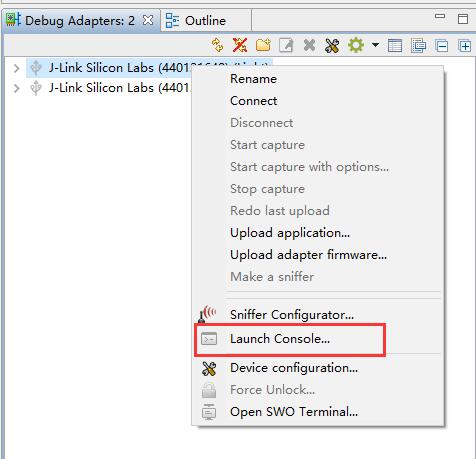 Debug Adapters: 2
Outline
J-Link Silicon Labs (440121640) (Light)
J-Link Silicon Labs (4401
Rename
Connect
Disconnect
Start capture
Start capture with options...
Stop capture
Redo last upload
Upload application...
Upload adapter firmware...
Make a sniffer
Sniffer Configurator...
Launch Console...
Device configuration...
Force Unlock...
Open SWO Terminal...